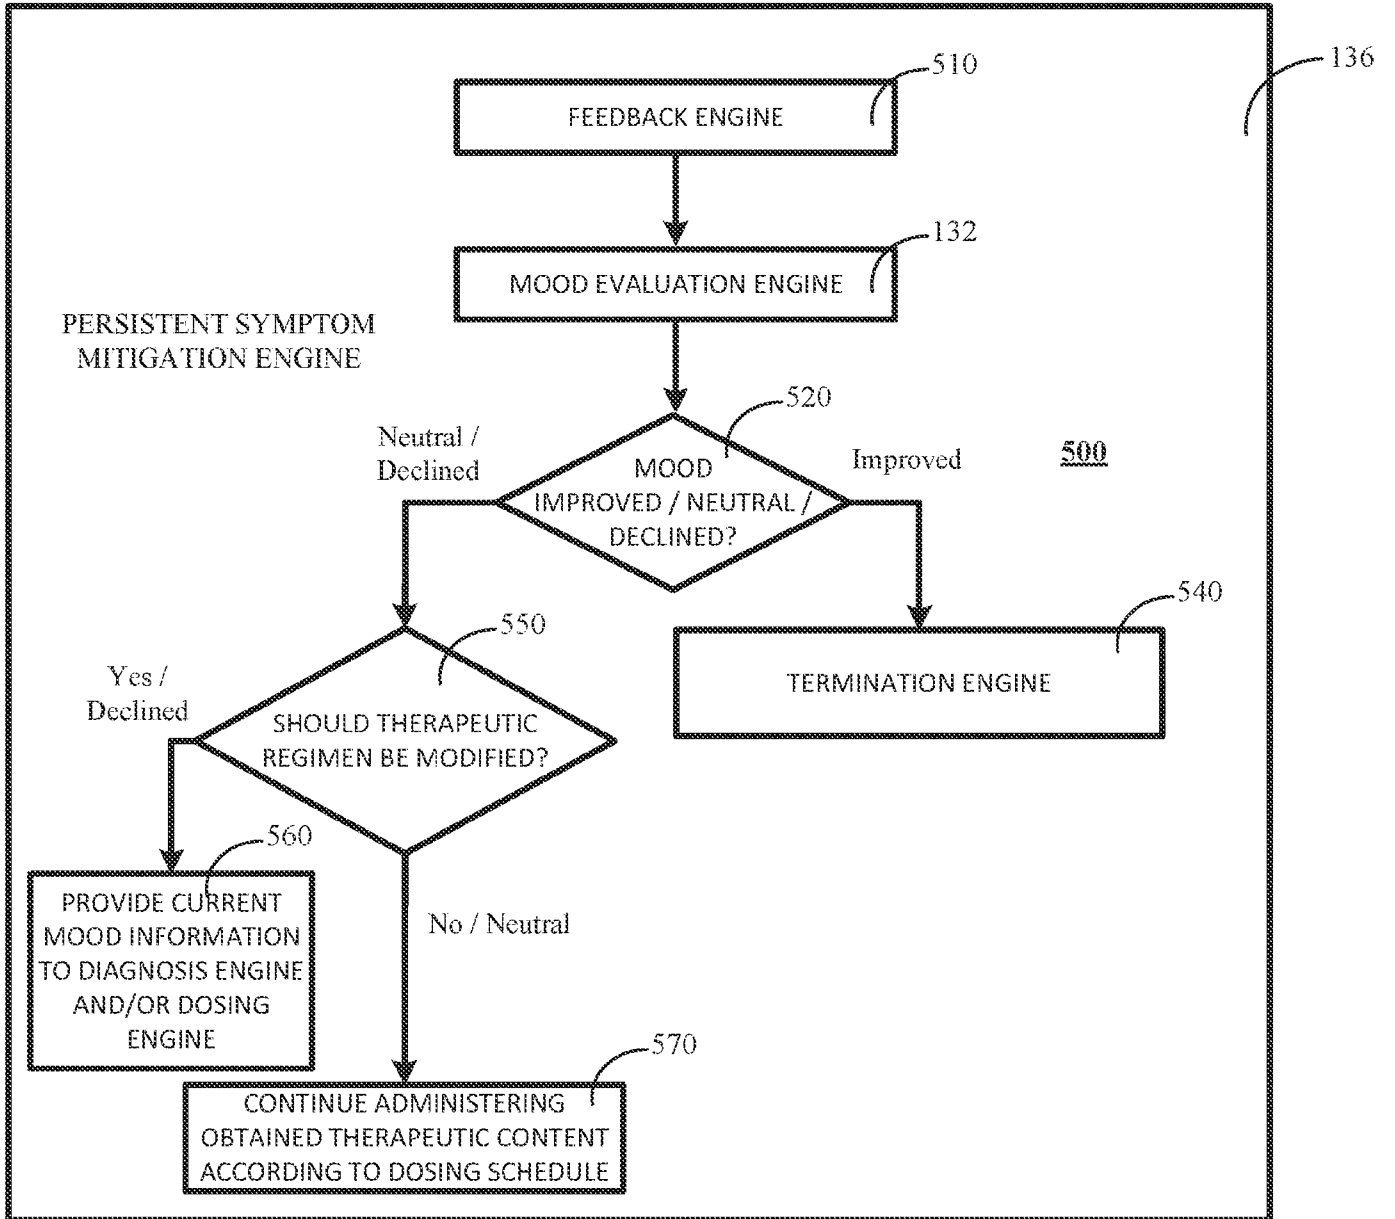 510
136
FEEDBACK ENGINE
132
MOOD EVALUATION ENGINE
PERSISTENT SYMPTOM
MITIGATION ENGINE
520
Neutral /
Declined
MOOD
IMPROVED / NEUTRAL /
DECLINED?
Improved
500
540
550
TERMINATION ENGINE
Yes /
Declined
SHOULD THERAPEUTIC
REGIMEN BE MODIFIED?
560
PROVIDE CURRENT
MOOD INFORMATION
TO DIAGNOSIS ENGINE
AND/OR DOSING
ENGINE
No / Neutral
570
CONTINUE ADMINISTERING
OBTAINED THERAPEUTIC CONTENT
ACCORDING TO DOSING SCHEDULE